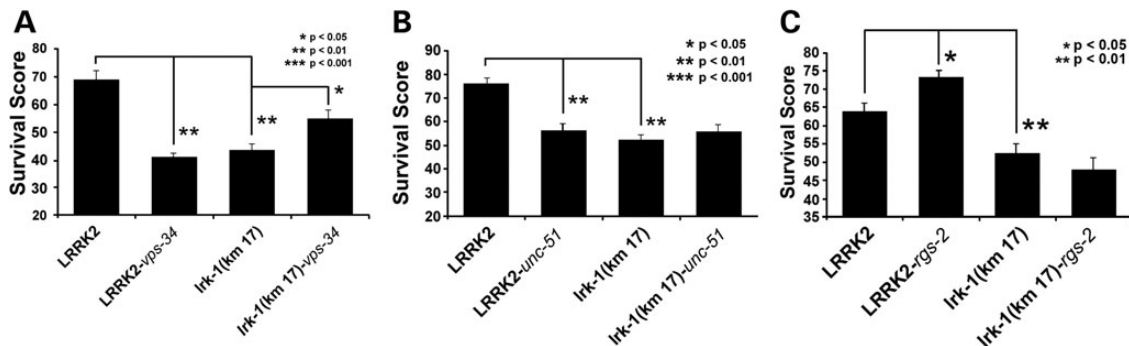 A
* p < 0.05
** p < 0.01
*** p < 0.001
Survival Score
80
70
60
50
40
30
20
**
**
*
LRRK2
LRRK2-vps-34
lrk-1(km 17)
lrk-1(km 17)-vps-34
B
* p < 0.05
** p < 0.01
*** p < 0.001
Survival Score
90
80
70
60
50
40
30
20
**
**
LRRK2
LRRK2-unc-51
lrk-1(km 17)
lrk-1(km 17)-unc-51
C
* p < 0.05
** p < 0.01
Survival Score
80
75
70
65
60
55
50
45
40
35
*
**
LRRK2
LRRK2-rgs-2
lrk-1(km 17)
lrk-1(km 17)-rgs-2